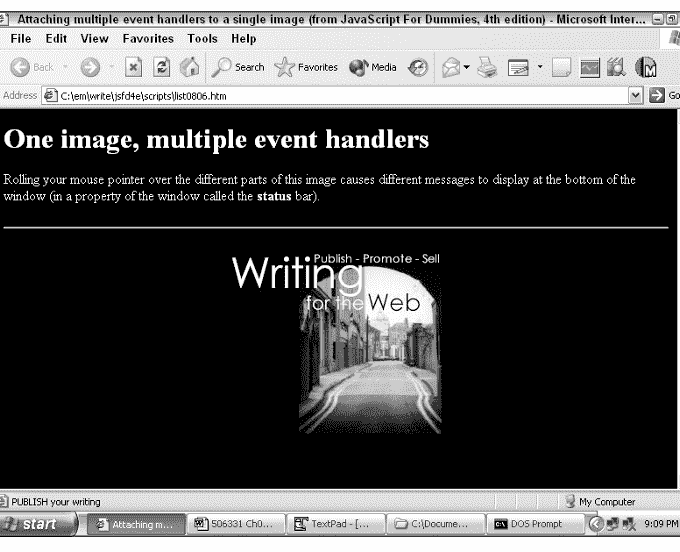 Attaching multiple event handlers to a single image (from JavaScript For Dummies, 4th edition) - Microsoft Inter...
File Edit View Favorites Tools Help
Back Search Favorites Media
Address C:\em\write\jsfd4e\scripts\list0806.htm Go
One image, multiple event handlers
Rolling your mouse pointer over the different parts of this image causes different messages to display at the bottom of the
window (in a property of the window called the status bar).
Publish - Promote - Sell
Writing
for the Web
PUBLISH your writing My Computer
start Attaching m... 506331 Ch0... TextPad - [... C:\Docume... DOS Prompt 9:09 PM